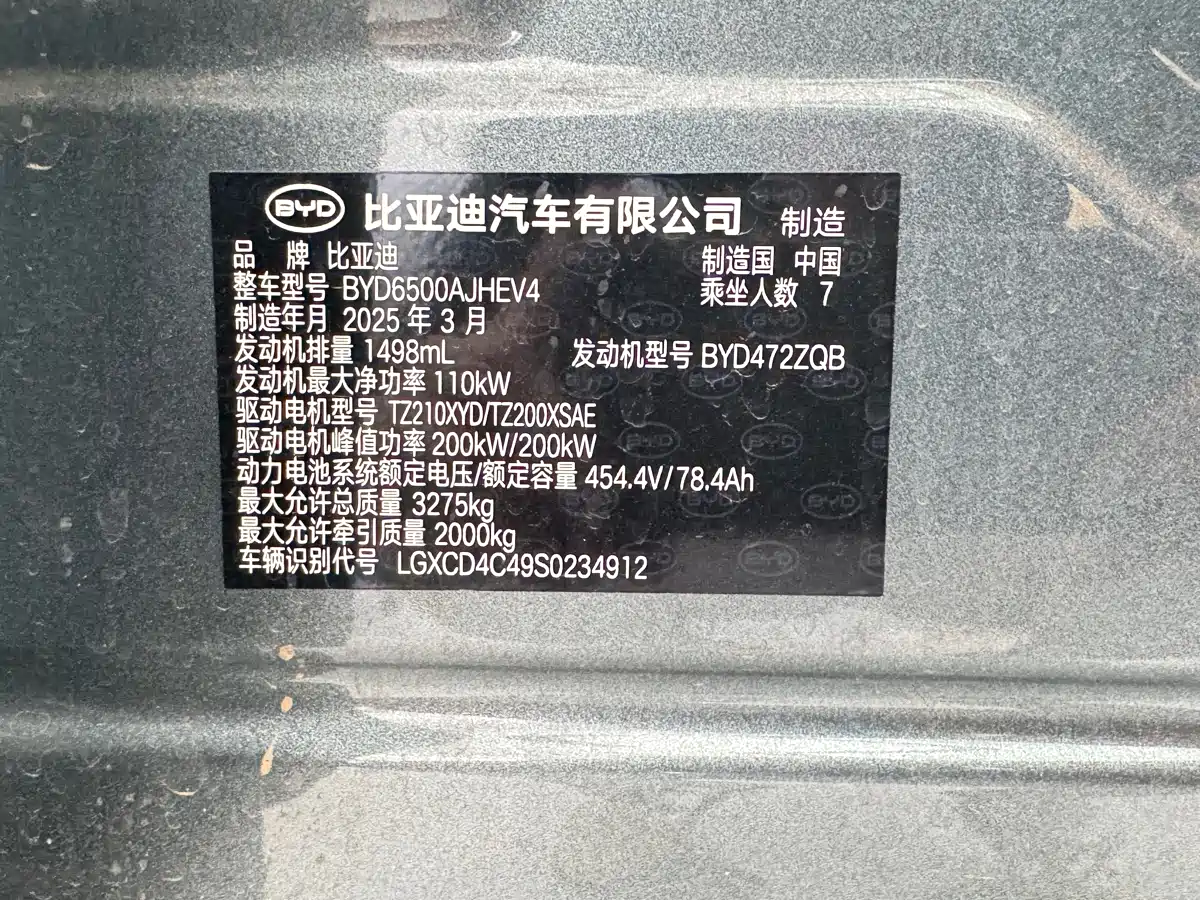 BYD 比亚迪汽车有限公司 制造
品 牌 比亚迪 制造国 中国
整车型号 BYD6500AJHEV4 乘坐人数 7
制造年月 2025 年 3 月
发动机排量 1498mL 发动机型号 BYD472ZQB
发动机最大净功率 110kW
驱动电机型号 TZ210XYD/TZ200XSAE
驱动电机峰值功率 200kW/200kW
动力电池系统额定电压/额定容量 454.4V/78.4Ah
最大允许总质量 3275kg
最大允许牵引质量 2000kg
车辆识别代号 LGXCD4C49S0234912